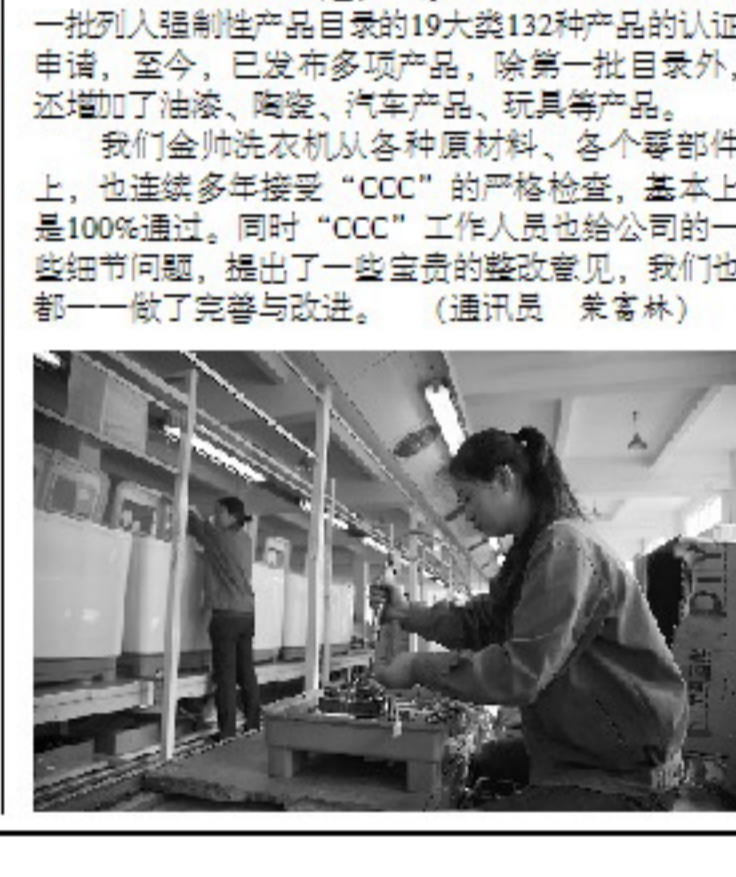 一批列入强制性产品目录的19大类132种产品的认证
申请，至今，已发布多项产品，除第一批目录外，
还增加了油漆、陶瓷、汽车产品、玩具等产品。
我们金帅洗衣机从各种原材料、各个零部件
上，也连续多年接受“CCC”的严格检查，基本上
是100%通过。同时“CCC”工作人员也给公司的一
些细节问题，提出了一些宝贵的整改意见，我们也
都一一做了完善与改进。 （通讯员 荣富林）